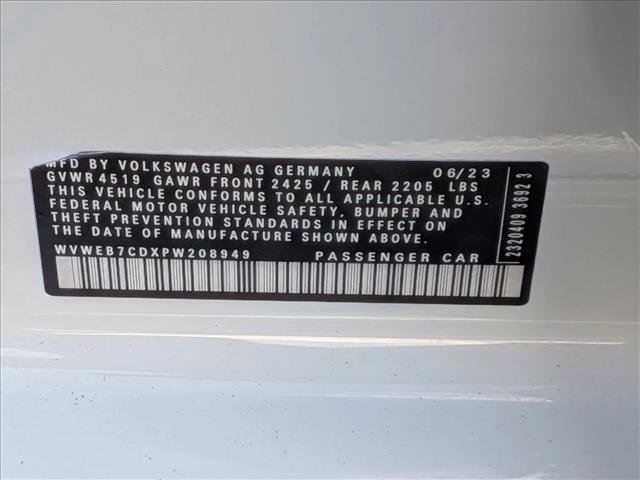 MFD BY VOLKSWAGEN AG GERMANY 06/23
GVWR 4519 GAWR FRONT 2425 / REAR 2205 LBS
THIS VEHICLE CONFORMS TO ALL APPLICABLE U.S.
FEDERAL MOTOR VEHICLE SAFETY, BUMPER AND
THEFT PREVENTION STANDARDS IN EFFECT ON
THE DATE OF MANUFACTURE SHOWN ABOVE.
WVWEB7CDXPW208949 PASSENGER CAR
2320409 3692 3